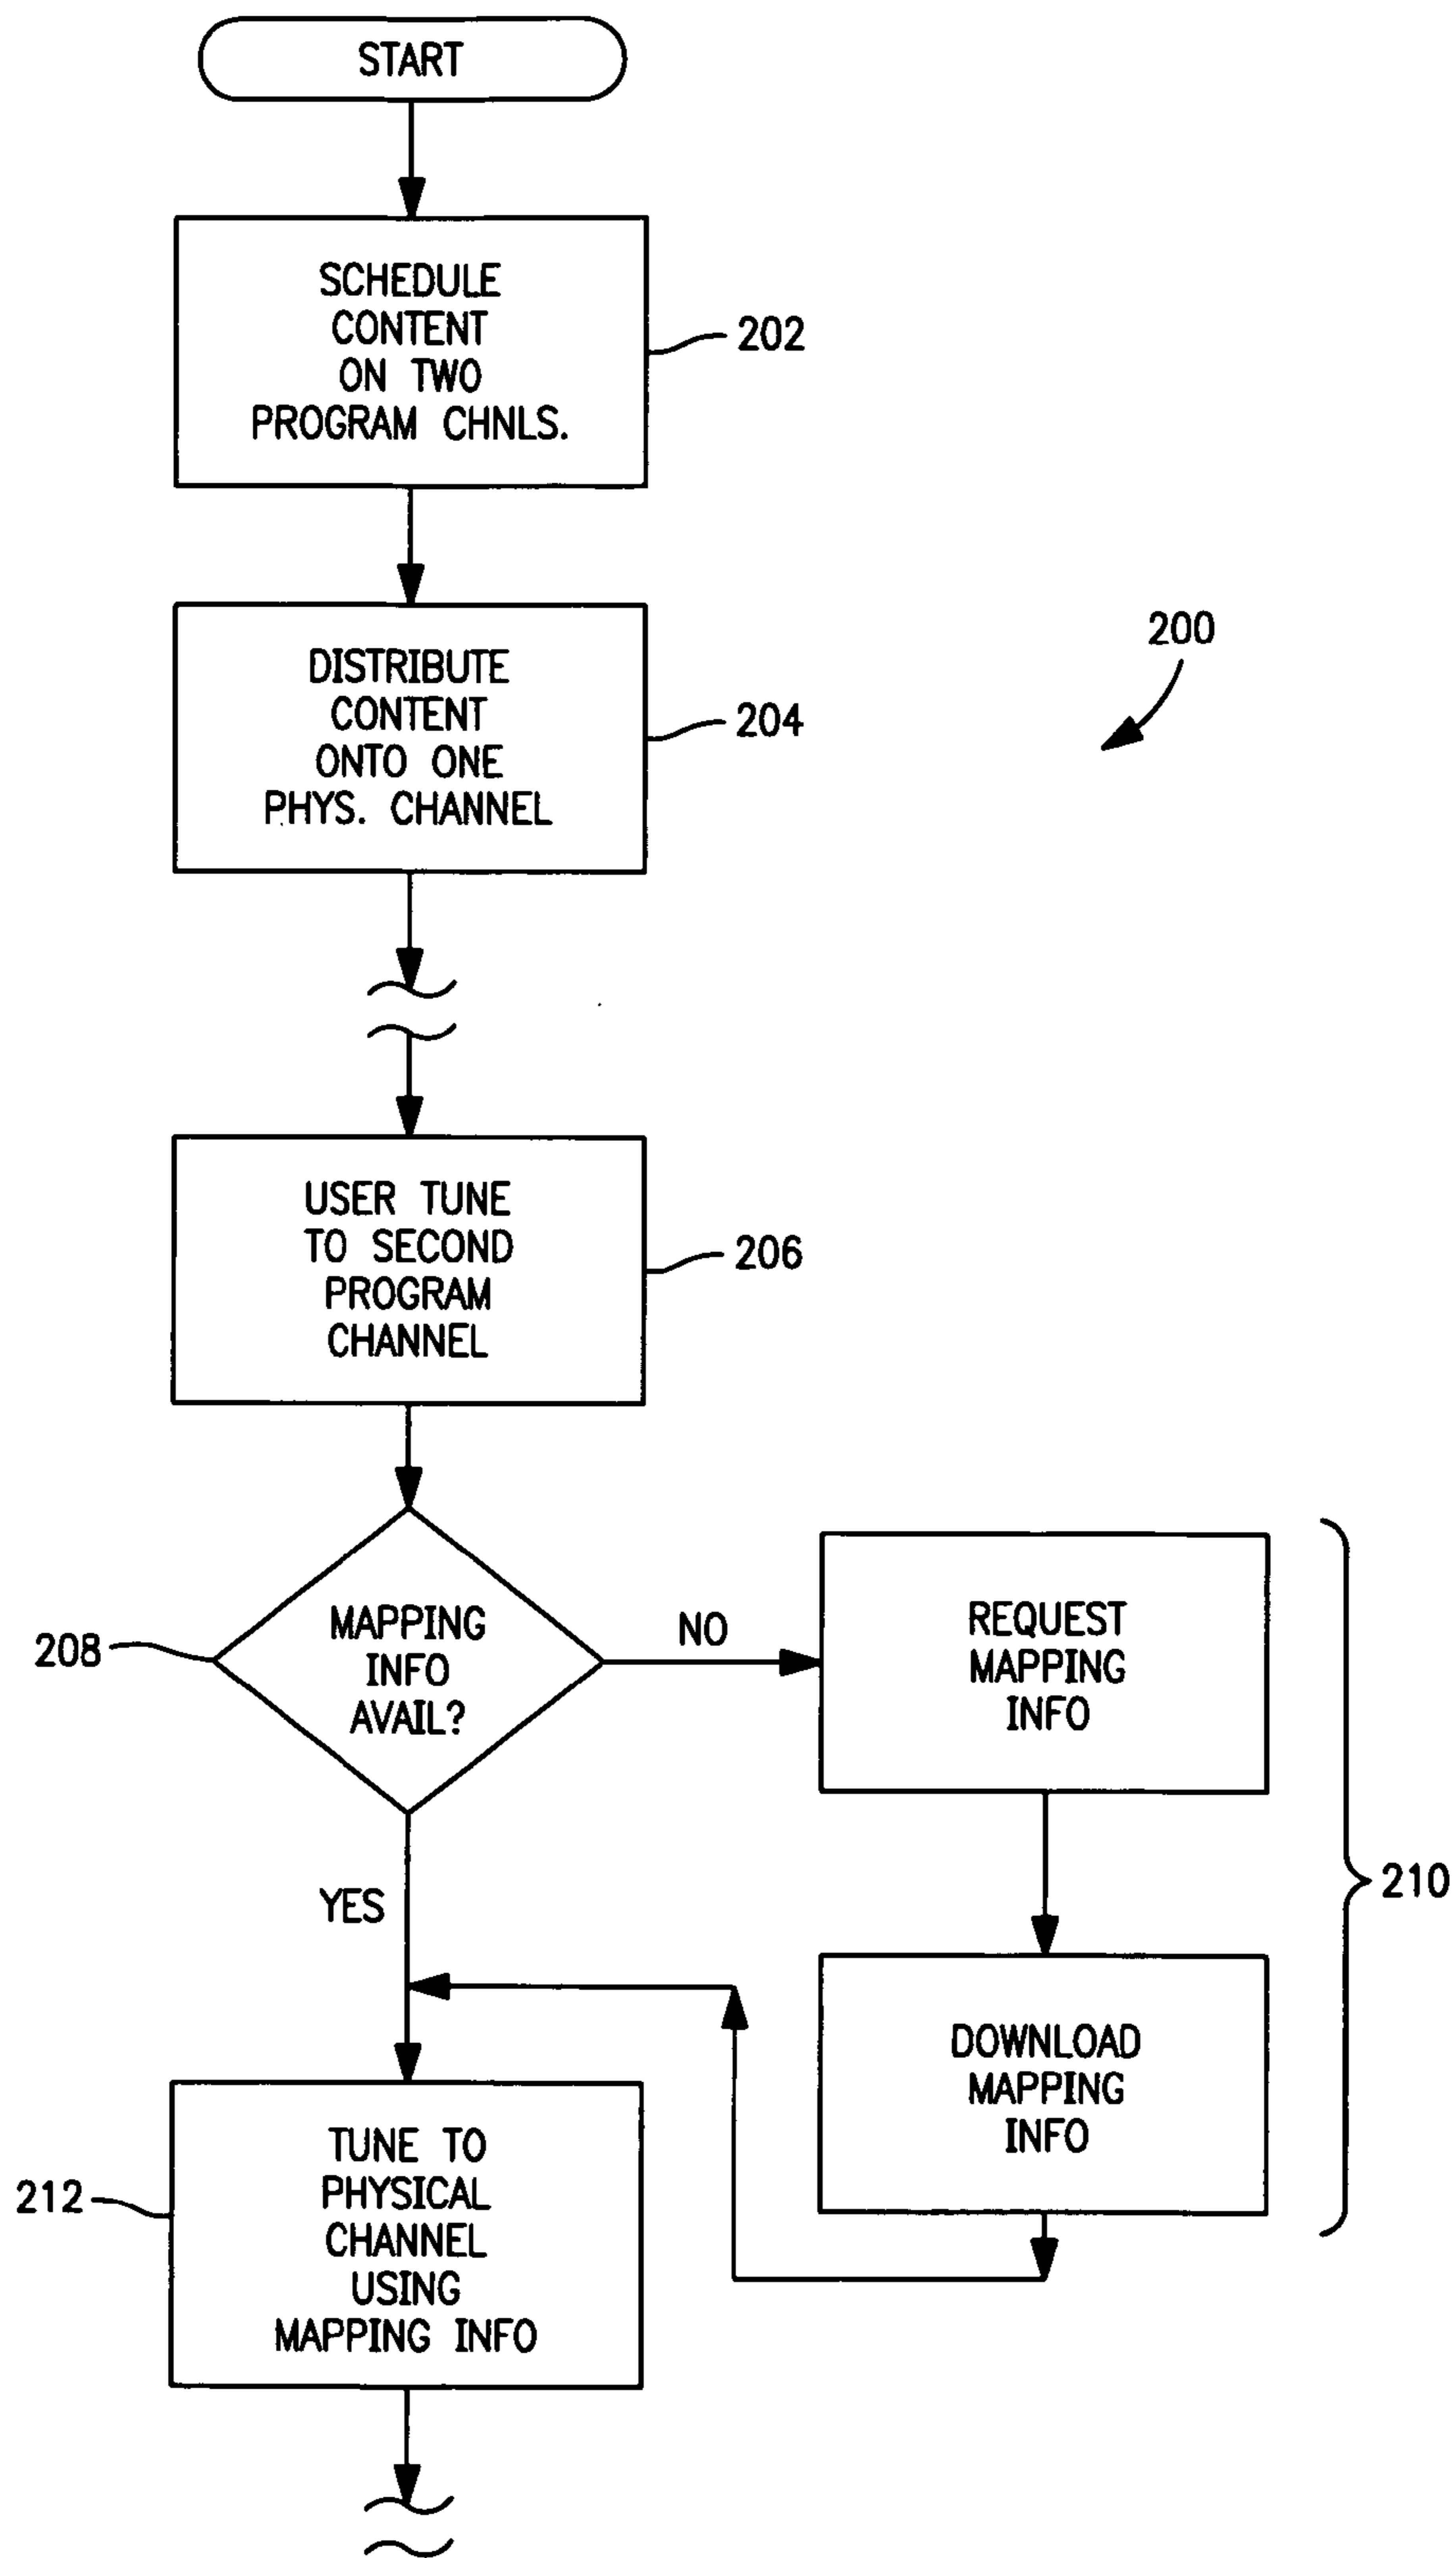 START
SCHEDULE
CONTENT
ON TWO
PROGRAM CHNLS.
202
DISTRIBUTE
CONTENT
ONTO ONE
PHYS. CHANNEL
204
200
USER TUNE
TO SECOND
PROGRAM
CHANNEL
206
MAPPING
INFO
AVAIL?
208
NO
REQUEST
MAPPING
INFO
210
YES
DOWNLOAD
MAPPING
INFO
TUNE TO
PHYSICAL
CHANNEL
USING
MAPPING INFO
212